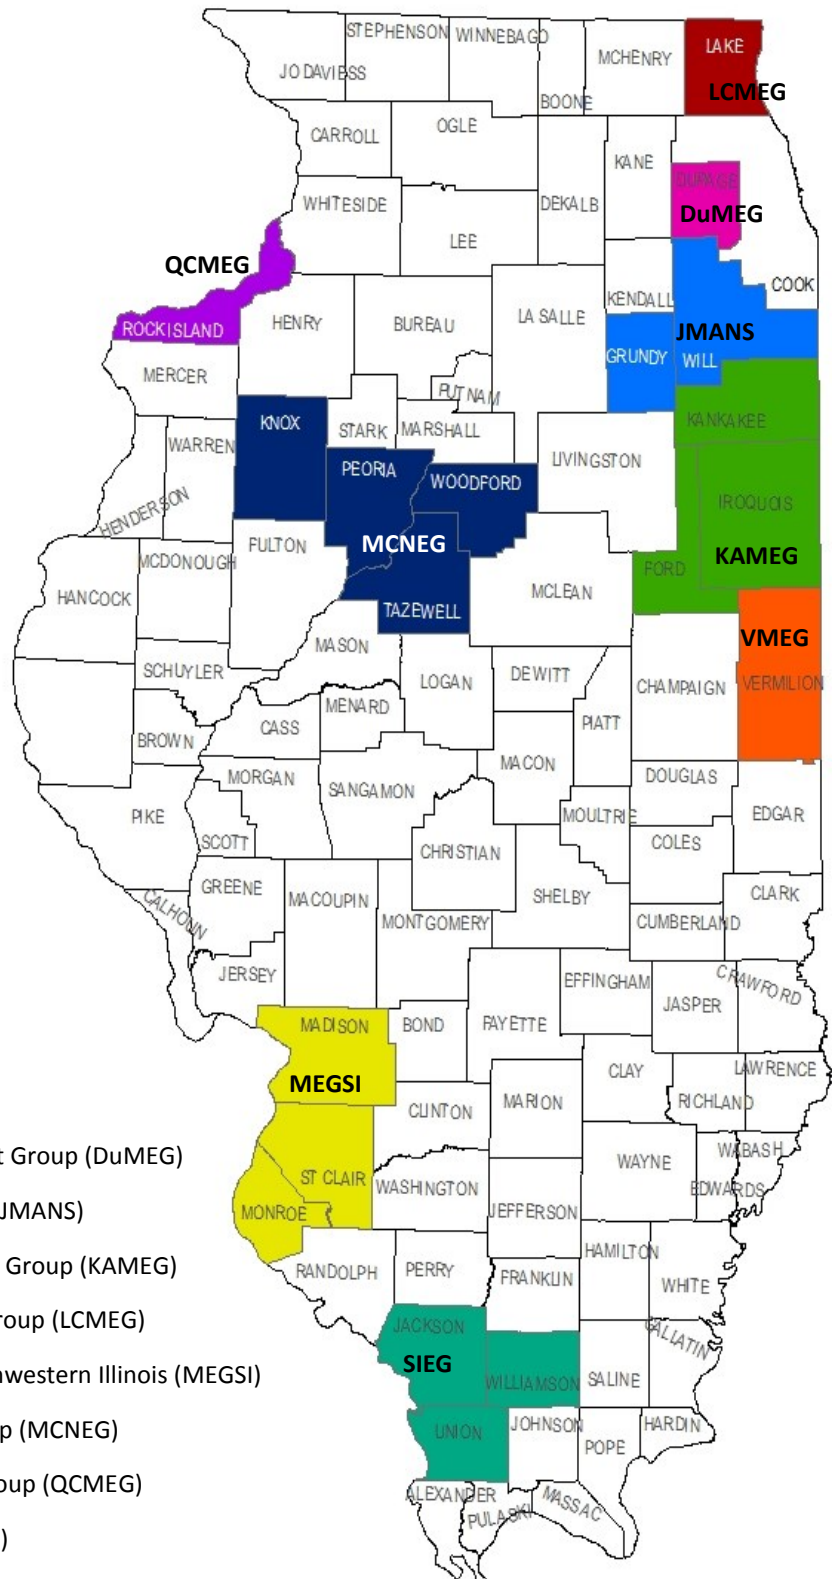 STEPHENSON
WINNEBAGO
LAKE
MCHENRY
JO DAVIESS
LCMEG
BOONE
OGLE
CARROLL
KANE
DUPAGE
WHITESIDE
DEKALB
DuMEG
LEE
QCMEG
COOK
KENDALL
LA SALLE
ROCK ISLAND
HENRY
BUREAU
JMANS
GRUNDY
WILL
MERCER
PUTNAM
KNOX
STARK
MARSHALL
KANKAKEE
WARREN
PEORIA
WOODFORD
LIVINGSTON
HENDERSON
IROQUOIS
MCNEG
FULTON
MCDONOUGH
KAMEG
FORD
HANCOCK
TAZEWELL
MCLEAN
VMEG
MASON
SCHUYLER
LOGAN
DEWITT
CHAMPAIGN
VERMILION
MENARD
PIATT
BROWN
CASS
MACON
MORGAN
SANGAMON
DOUGLAS
PIKE
MOULTRIE
EDGAR
SCOTT
CHRISTIAN
COLES
GREENE
MACOUPIN
SHELBY
CLARK
CALHOUN
MONTGOMERY
CUMBERLAND
JERSEY
EFFINGHAM
CRAWFORD
JASPER
MADISON
BOND
FAYETTE
MEGSI
CLAY
LAWRENCE
CLINTON
MARION
RICHLAND
t Group (DuMEG)
WABASH
WAYNE
ST CLAIR
WASHINGTON
EDWARDS
JMANS)
MONROE
JEFFERSON
HAMILTON
Group (KAMEG)
RANDOLPH
PERRY
FRANKLIN
WHITE
roup (LCMEG)
JACKSON
GALLATIN
SIEG
hwestern Illinois (MEGSI)
WILLIAMSON
SALINE
p (MCNEG)
UNION
JOHNSON
HARDIN
POPE
oup (QCMEG)
ALEXANDER
PULASKI
MASSAC
)